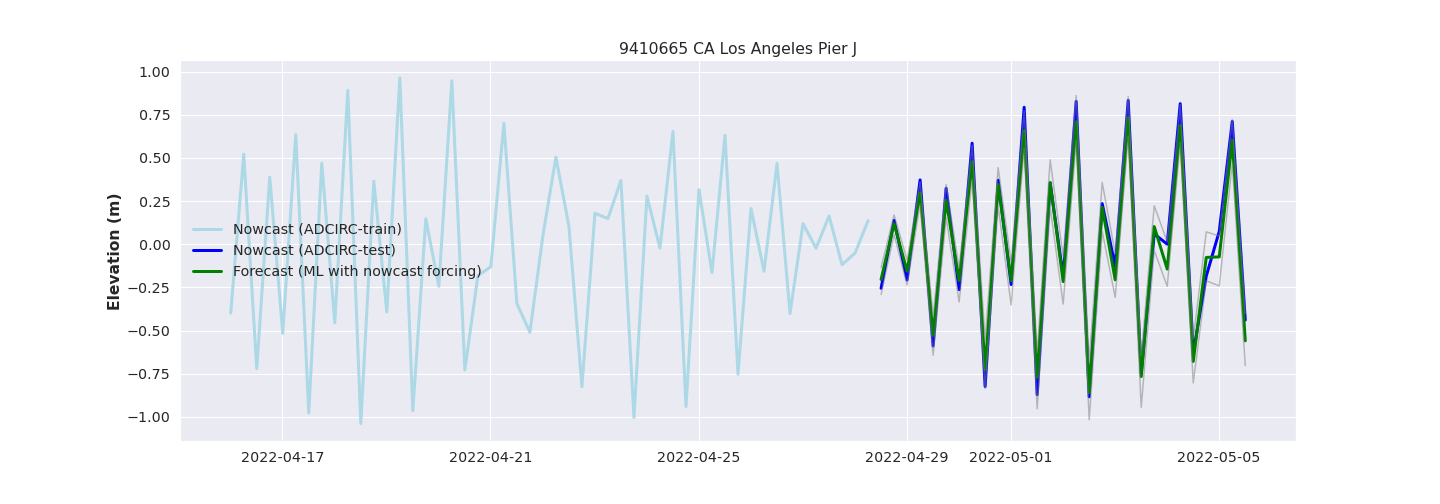 9410665 CA Los Angeles Pier J
1.00
0.75
0.50
0.25
0.00
−0.25
−0.50
−0.75
−1.00
Elevation (m)
Nowcast (ADCIRC-train)
Nowcast (ADCIRC-test)
Forecast (ML with nowcast forcing)
2022-04-17 2022-04-21 2022-04-25 2022-04-29 2022-05-01 2022-05-05